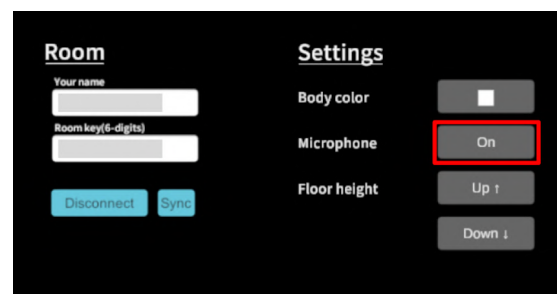 Room
Your name
Room key(6-digits)
Disconnect
Sync
Settings
Body color
Microphone
On
Floor height
Up ↑
Down ↓